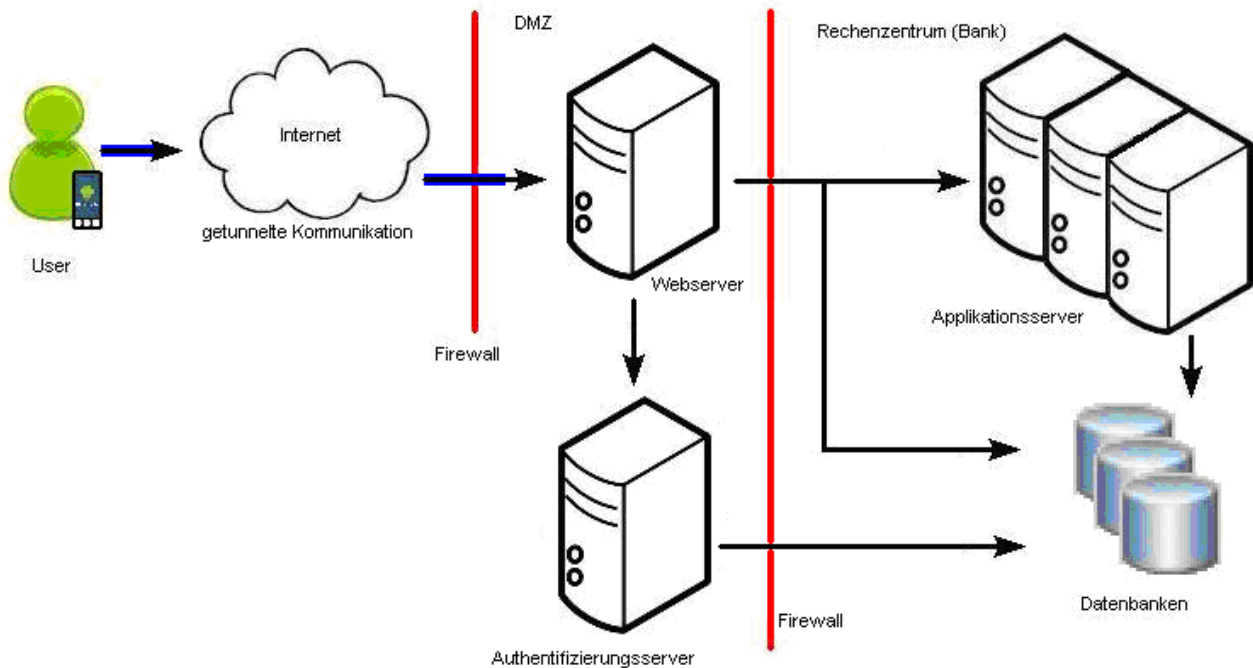 DMZ
Rechenzentrum (Bank)
Internet
getunnelte Kommunikation
User
Webserver
Applikationsserver
Firewall
Datenbanken
Firewall
Authentifizierungsserver